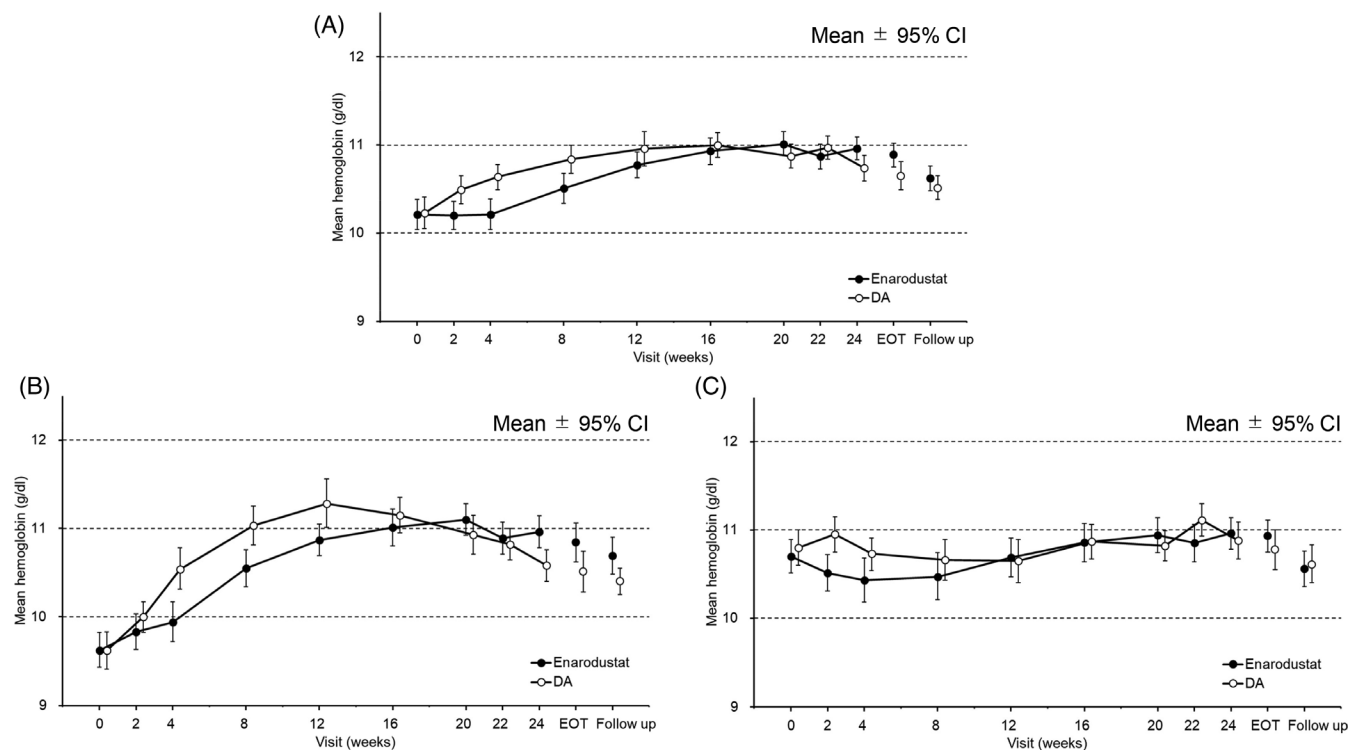 (A)
Mean ± 95% CI
Mean hemoglobin (g/dl)
12
11
10
9
Enarodustat
DA
0 2 4 8 12 16 20 22 24 EOT Follow up
Visit (weeks)
(B)
Mean ± 95% CI
Mean hemoglobin (g/dl)
12
11
10
9
Enarodustat
DA
0 2 4 8 12 16 20 22 24 EOT Follow up
Visit (weeks)
(C)
Mean ± 95% CI
Mean hemoglobin (g/dl)
12
11
10
9
Enarodustat
DA
0 2 4 8 12 16 20 22 24 EOT Follow up
Visit (weeks)